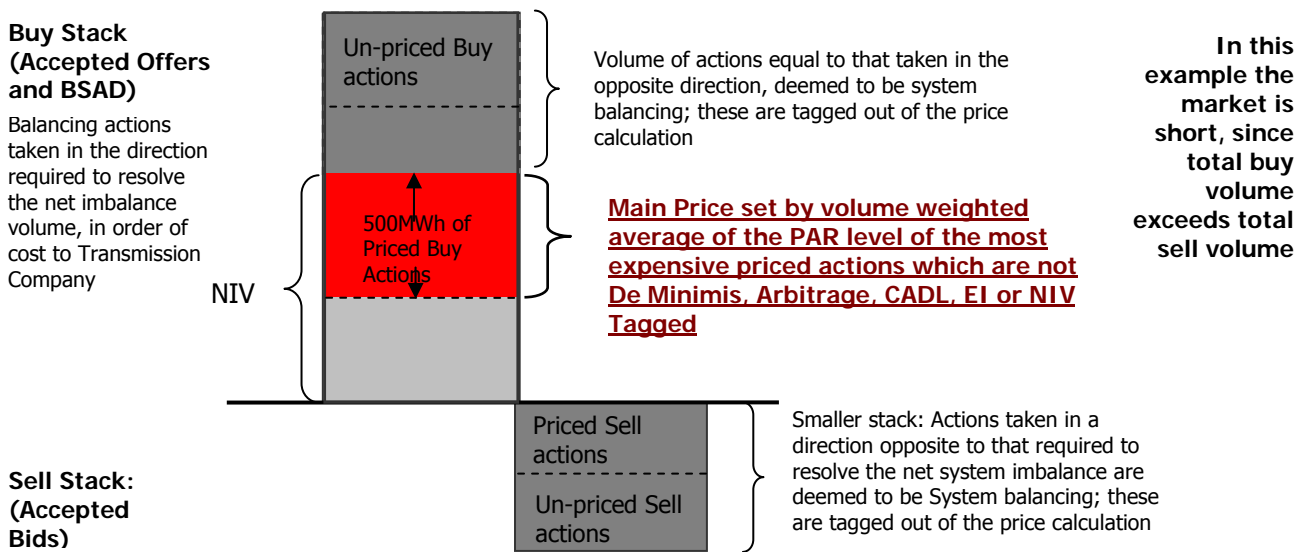 Buy Stack
(Accepted Offers
and BSAD)
Balancing actions
taken in the direction
required to resolve
the net imbalance
volume, in order of
cost to Transmission
Company
NIV
Un-priced Buy
actions
500MWh of
Priced Buy
Actions
Volume of actions equal to that taken in the
opposite direction, deemed to be system
balancing; these are tagged out of the price
calculation
Main Price set by volume weighted
average of the PAR level of the most
expensive priced actions which are not
De Minimis, Arbitrage, CADL, EI or NIV
Tagged
In this
example the
market is
short, since
total buy
volume
exceeds total
sell volume
Sell Stack:
(Accepted
Bids)
Priced Sell
actions
Un-priced Sell
actions
Smaller stack: Actions taken in a
direction opposite to that required to
resolve the net system imbalance are
deemed to be System balancing; these
are tagged out of the price calculation